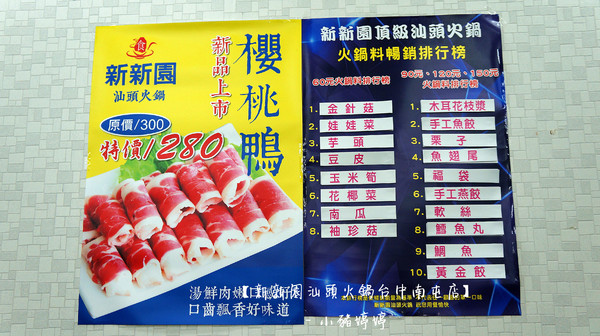 食
新新園
汕頭火鍋
原價/300
特價/280
新品上市
櫻桃鴨
湯鮮肉嫩
口齒飄香好味道
新新園頂級汕頭火鍋
火鍋料暢銷排行榜
60元火鍋料排行榜
1. 金針菇
2. 娃娃菜
3. 芋頭
4. 豆皮
5. 玉米筍
6. 花椰菜
7. 南瓜
8. 袖珍菇
90元、120元、150元
火鍋料排行榜
1. 木耳花枝漿
2. 手工魚餃
3. 栗子
4. 魚翅尾
5. 福袋
6. 手工燕餃
7. 軟絲
8. 鱈魚丸
9. 鯛魚
10. 黃金餃
【新新園汕頭火鍋台中南屯店】
小豬婷婷